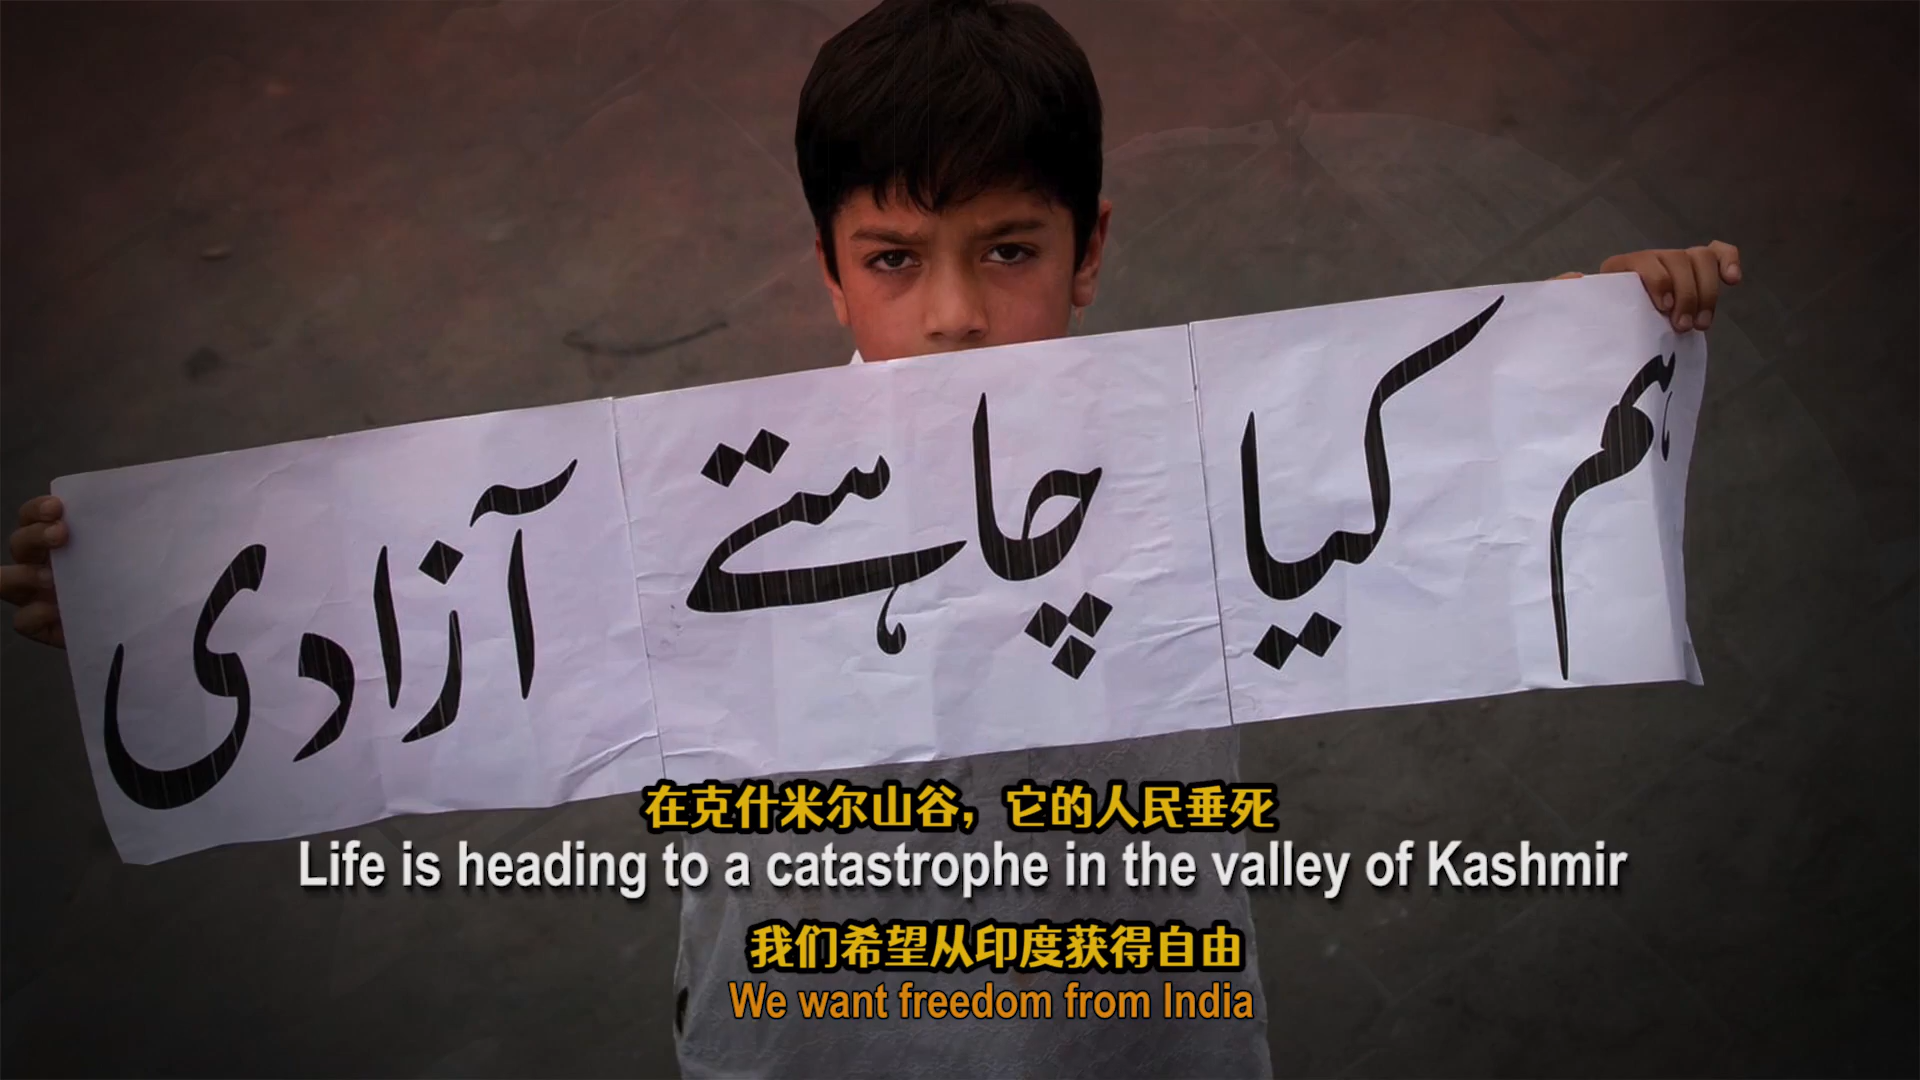 ہم کیا چاہتے آزادی
在克什米尔山谷，它的人民垂死
Life is heading to a catastrophe in the valley of Kashmir
我们希望从印度获得自由
We want freedom from India